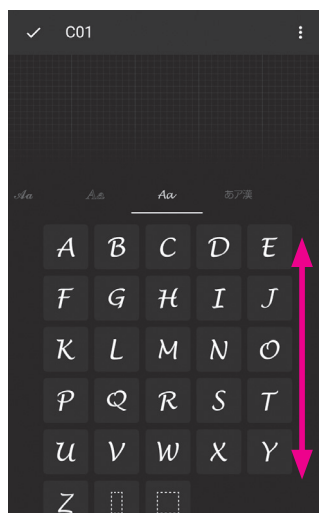 C01
Aa Aa Aa あア漢
A B C D E
F G H I J
K L M N O
P Q R S T
U V W X Y
Z